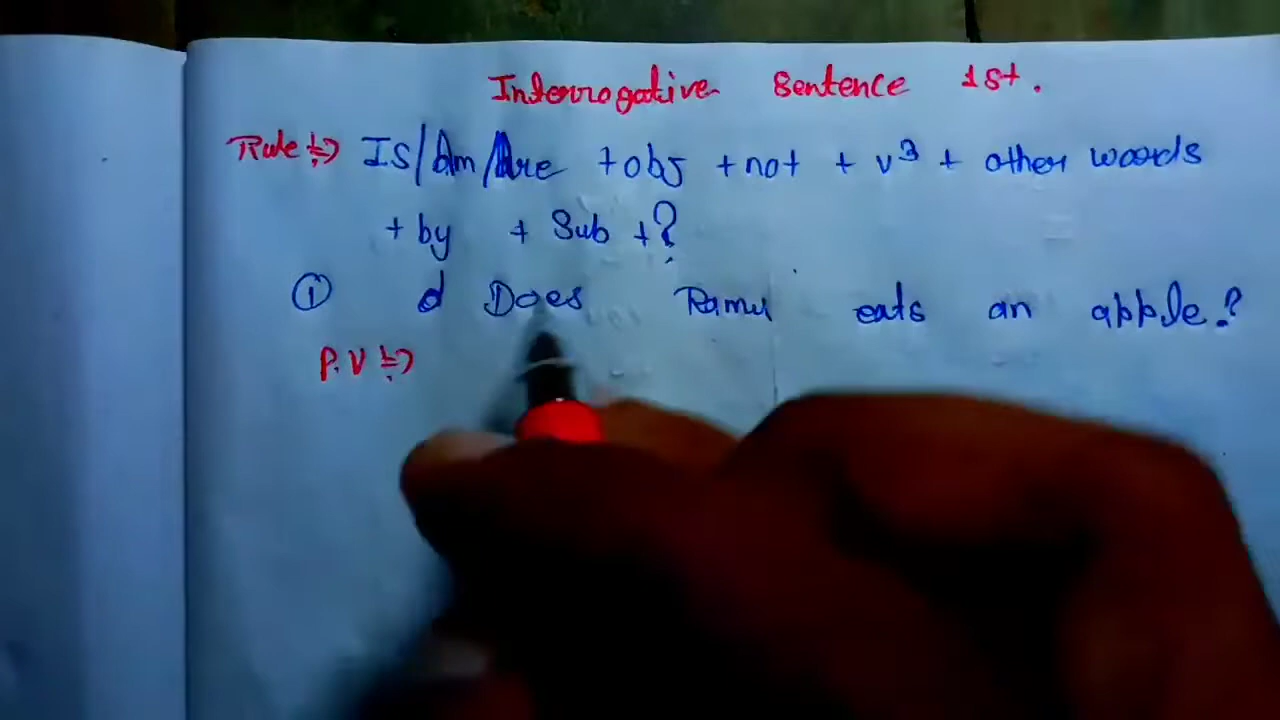 Interrogative Sentence 1st.
Rule ⇒ Is/Am/Are + obj + not + v³ + other words
+ by + Sub + ?
① d Does Ramu eats an apple?
P.V ⇒